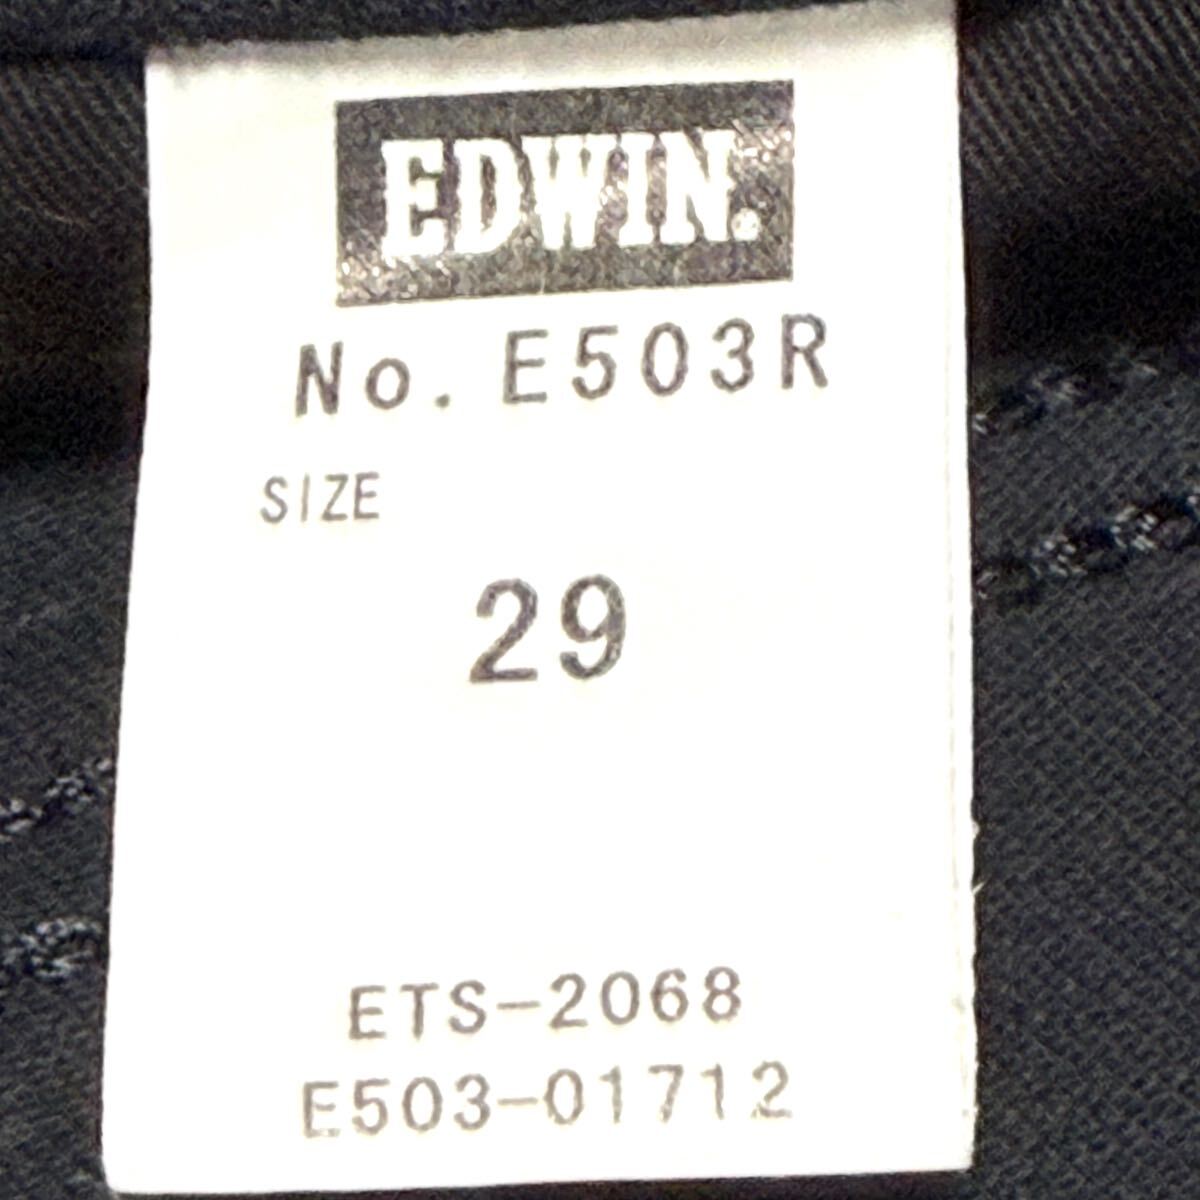 EDWIN®
No. E503R
SIZE
29
ETS-2068
E503-01712